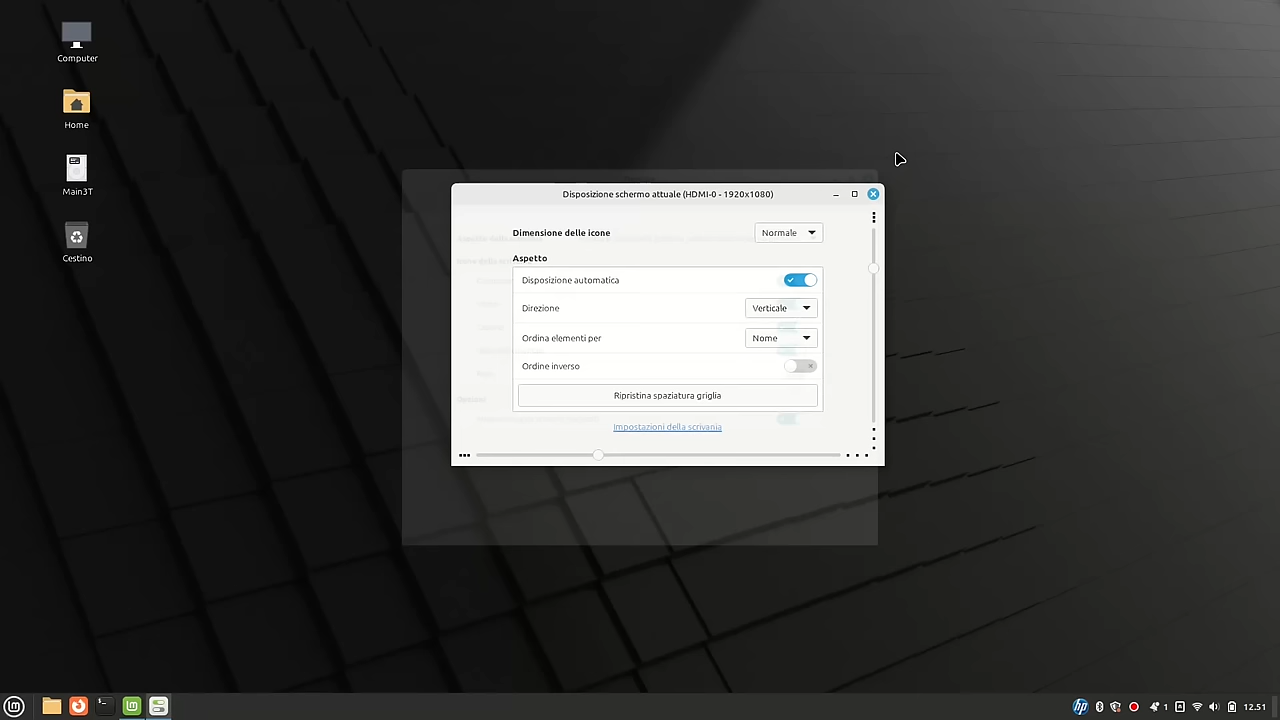 Computer
Home
Main3T
Cestino
Disposizione schermo attuale (HDMI-0 - 1920x1080)
Dimensione delle icone
Normale
Aspetto
Disposizione automatica
Direzione
Verticale
Ordina elementi per
Nome
Ordine inverso
Ripristina spaziatura griglia
Impostazioni della scrivania
hp
1
12.51